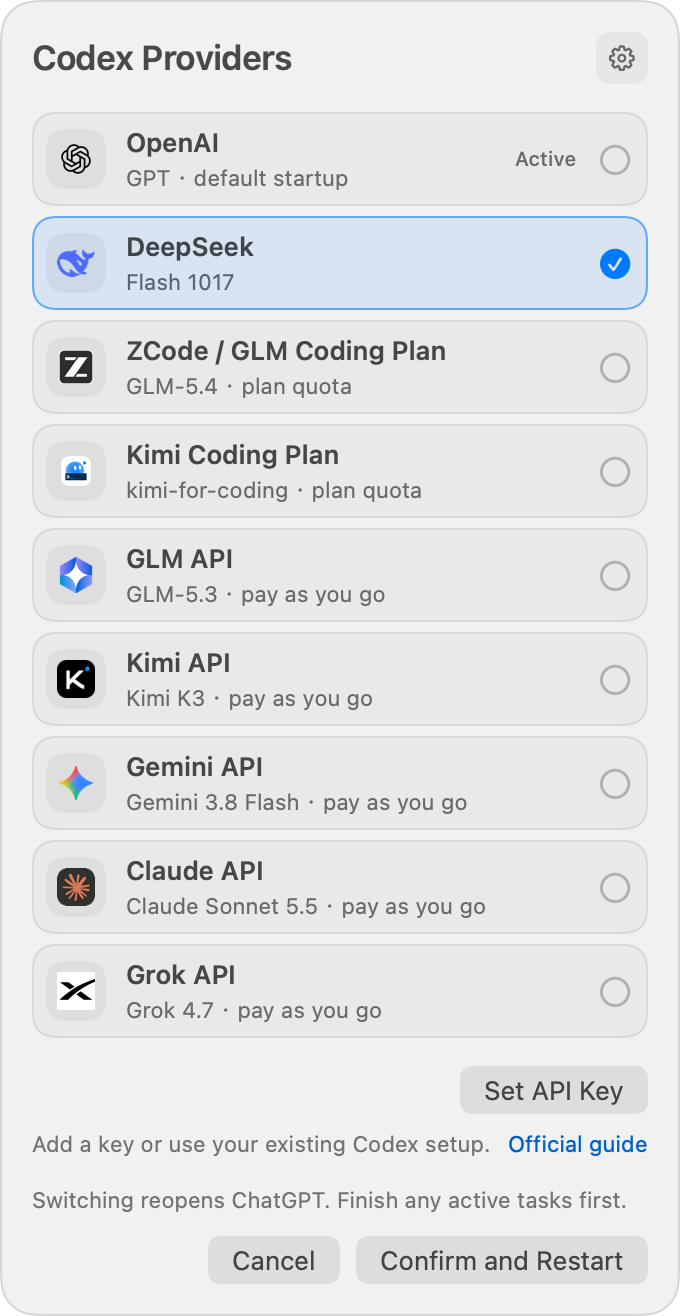 Codex Providers
OpenAI
GPT · default startup
Active
DeepSeek
Flash 1017
ZCode / GLM Coding Plan
GLM-5.4 · plan quota
Kimi Coding Plan
kimi-for-coding · plan quota
GLM API
GLM-5.3 · pay as you go
Kimi API
Kimi K3 · pay as you go
Gemini API
Gemini 3.8 Flash · pay as you go
Claude API
Claude Sonnet 5.5 · pay as you go
Grok API
Grok 4.7 · pay as you go
Set API Key
Add a key or use your existing Codex setup. Official guide
Switching reopens ChatGPT. Finish any active tasks first.
Cancel
Confirm and Restart